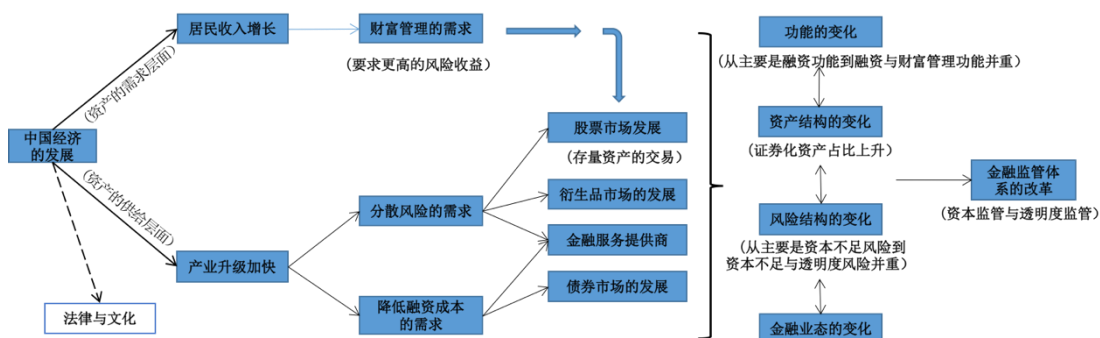 居民收入增长
财富管理的需求
(要求更高的风险收益)
功能的变化
(从主要是融资功能到融资与财富管理功能并重)
(资产的需求层面)
中国经济
的发展
股票市场发展
(存量资产的交易)
资产结构的变化
(证券化资产占比上升)
金融监管体
系的改革
(资本监管与透明度监管)
(资产的供给层面)
分散风险的需求
衍生品市场的发展
风险结构的变化
(从主要是资本不足风险到
资本不足与透明度风险并重)
金融服务提供商
产业升级加快
债券市场的发展
降低融资成本
的需求
法律与文化
金融业态的变化